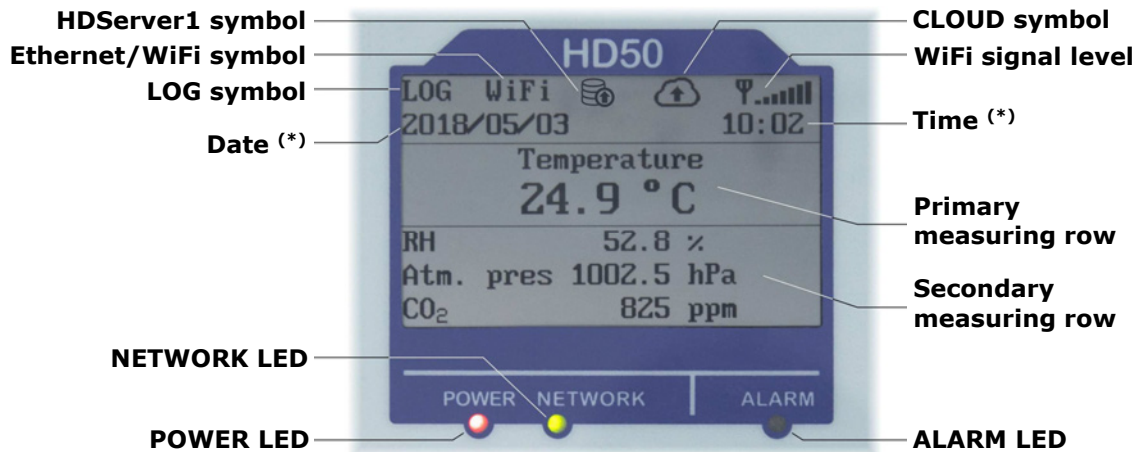 HDServer1 symbol
CLOUD symbol
Ethernet/WiFi symbol
WiFi signal level
LOG symbol
Date (*)
Time (*)
Primary
measuring row
Secondary
measuring row
NETWORK LED
POWER LED
ALARM LED
HD50
LOG WiFi
2018/05/03 10:02
Temperature
24.9 °C
RH 52.8 %
Atm. pres 1002.5 hPa
CO₂ 825 ppm
POWER NETWORK ALARM